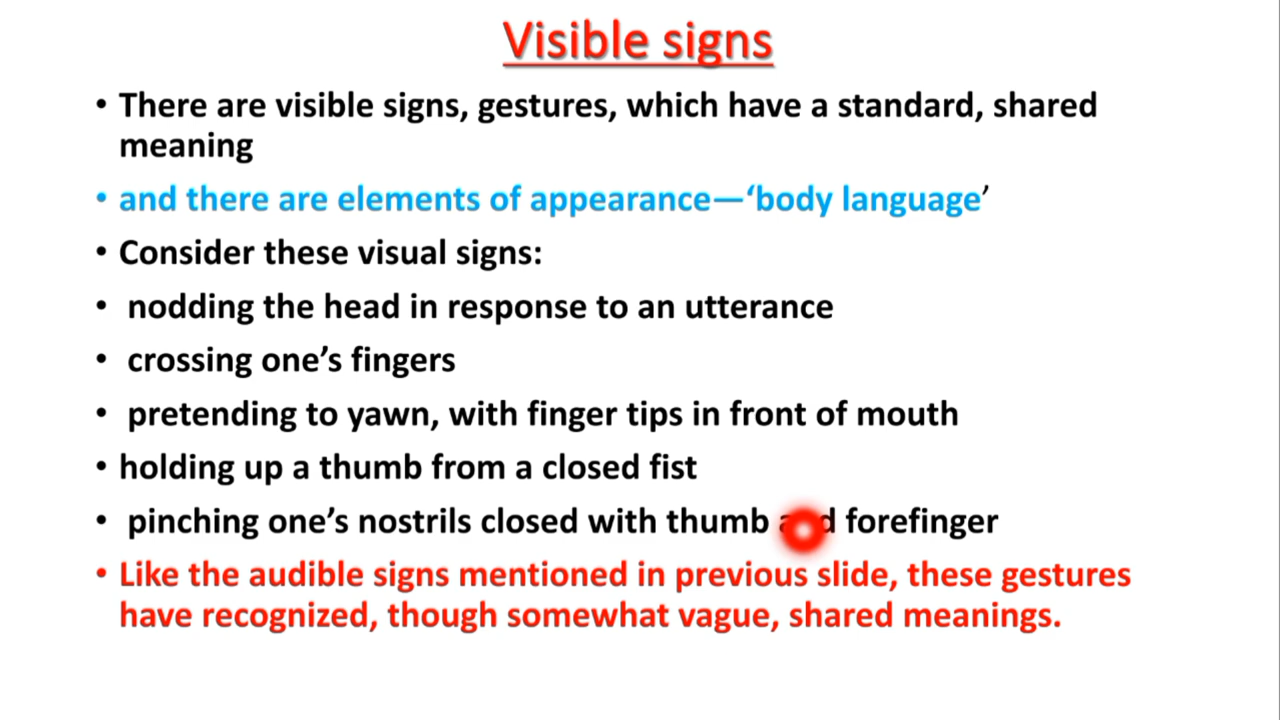 Visible signs
• There are visible signs, gestures, which have a standard, shared
meaning
• and there are elements of appearance—‘body language’
• Consider these visual signs:
• nodding the head in response to an utterance
• crossing one’s fingers
• pretending to yawn, with finger tips in front of mouth
• holding up a thumb from a closed fist
• pinching one’s nostrils closed with thumb and forefinger
• Like the audible signs mentioned in previous slide, these gestures
have recognized, though somewhat vague, shared meanings.